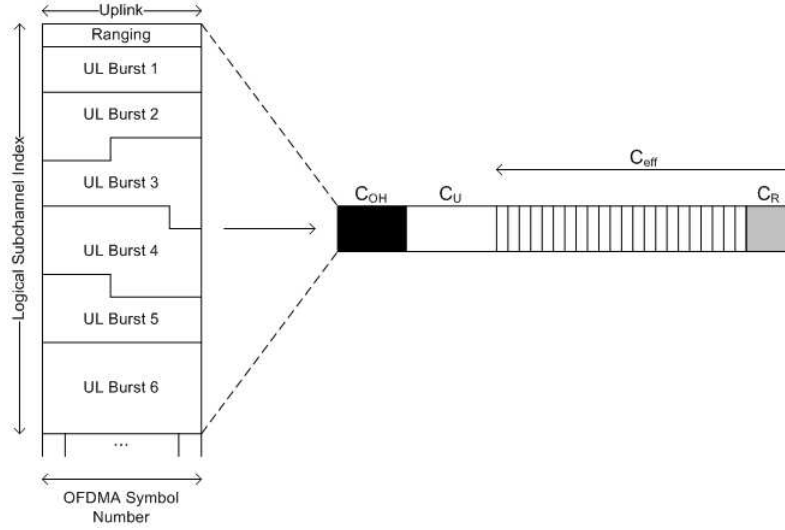 Uplink
Ranging
UL Burst 1
UL Burst 2
UL Burst 3
UL Burst 4
UL Burst 5
UL Burst 6
...
Logical Subchannel Index
OFDMA Symbol
Number
C_OH
C_U
C_eff
C_R